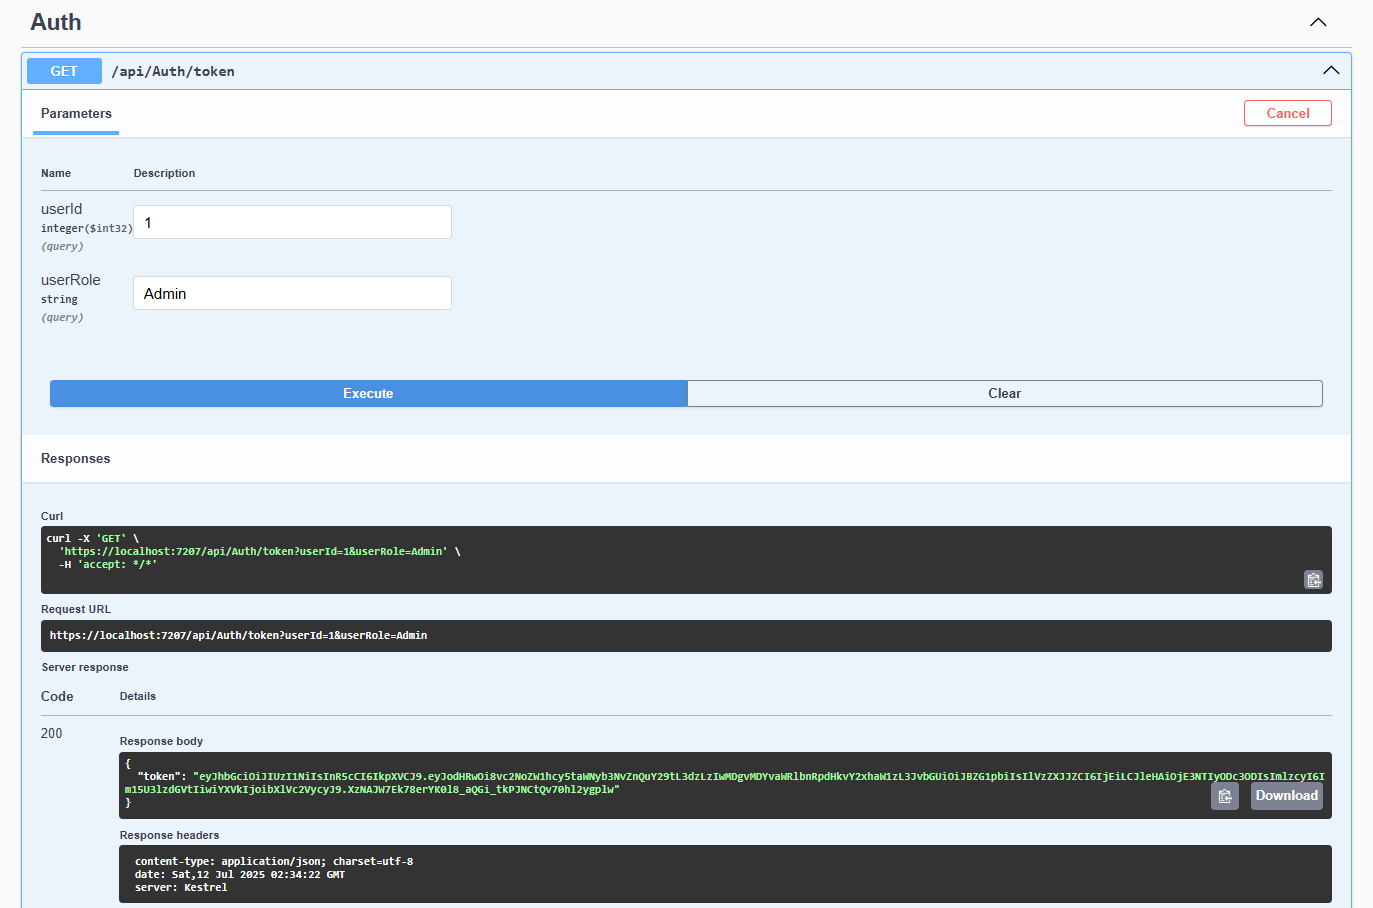 Auth
GET /api/Auth/token
Parameters
Cancel
Name Description
userId
integer($int32)
(query)
1
userRole
string
(query)
Admin
Execute Clear
Responses
Curl
curl -X 'GET' \
'https://localhost:7207/api/Auth/token?userId=1&userRole=Admin' \
-H 'accept: */*'
Request URL
https://localhost:7207/api/Auth/token?userId=1&userRole=Admin
Server response
Code Details
200
Response body
{
"token": "eyJhbGciOiJIUzI1NiIsInR5cCI6IkpXVCJ9.eyJodHRwOi8vc2NoZW1hcy5taWNyb3NvZnQuY29tL3dzLzIwMDgvMDYvaWRlbnRpdHkvY2xhaW1zL3JvbGUiOiJBZG1pbiIsIlVzZXJJZCI6IjEiLCJleHAiOjE3NTIyODc3ODIsImlzcyI6I
m15U3lzdGVtIiwiYXVkIjoibXlVc2VycyJ9.XzNAJW7Ek78erYK0l8_aQGi_tkPJNCtQv70hl2ygplw"
}
Download
Response headers
content-type: application/json; charset=utf-8
date: Sat,12 Jul 2025 02:34:22 GMT
server: Kestrel